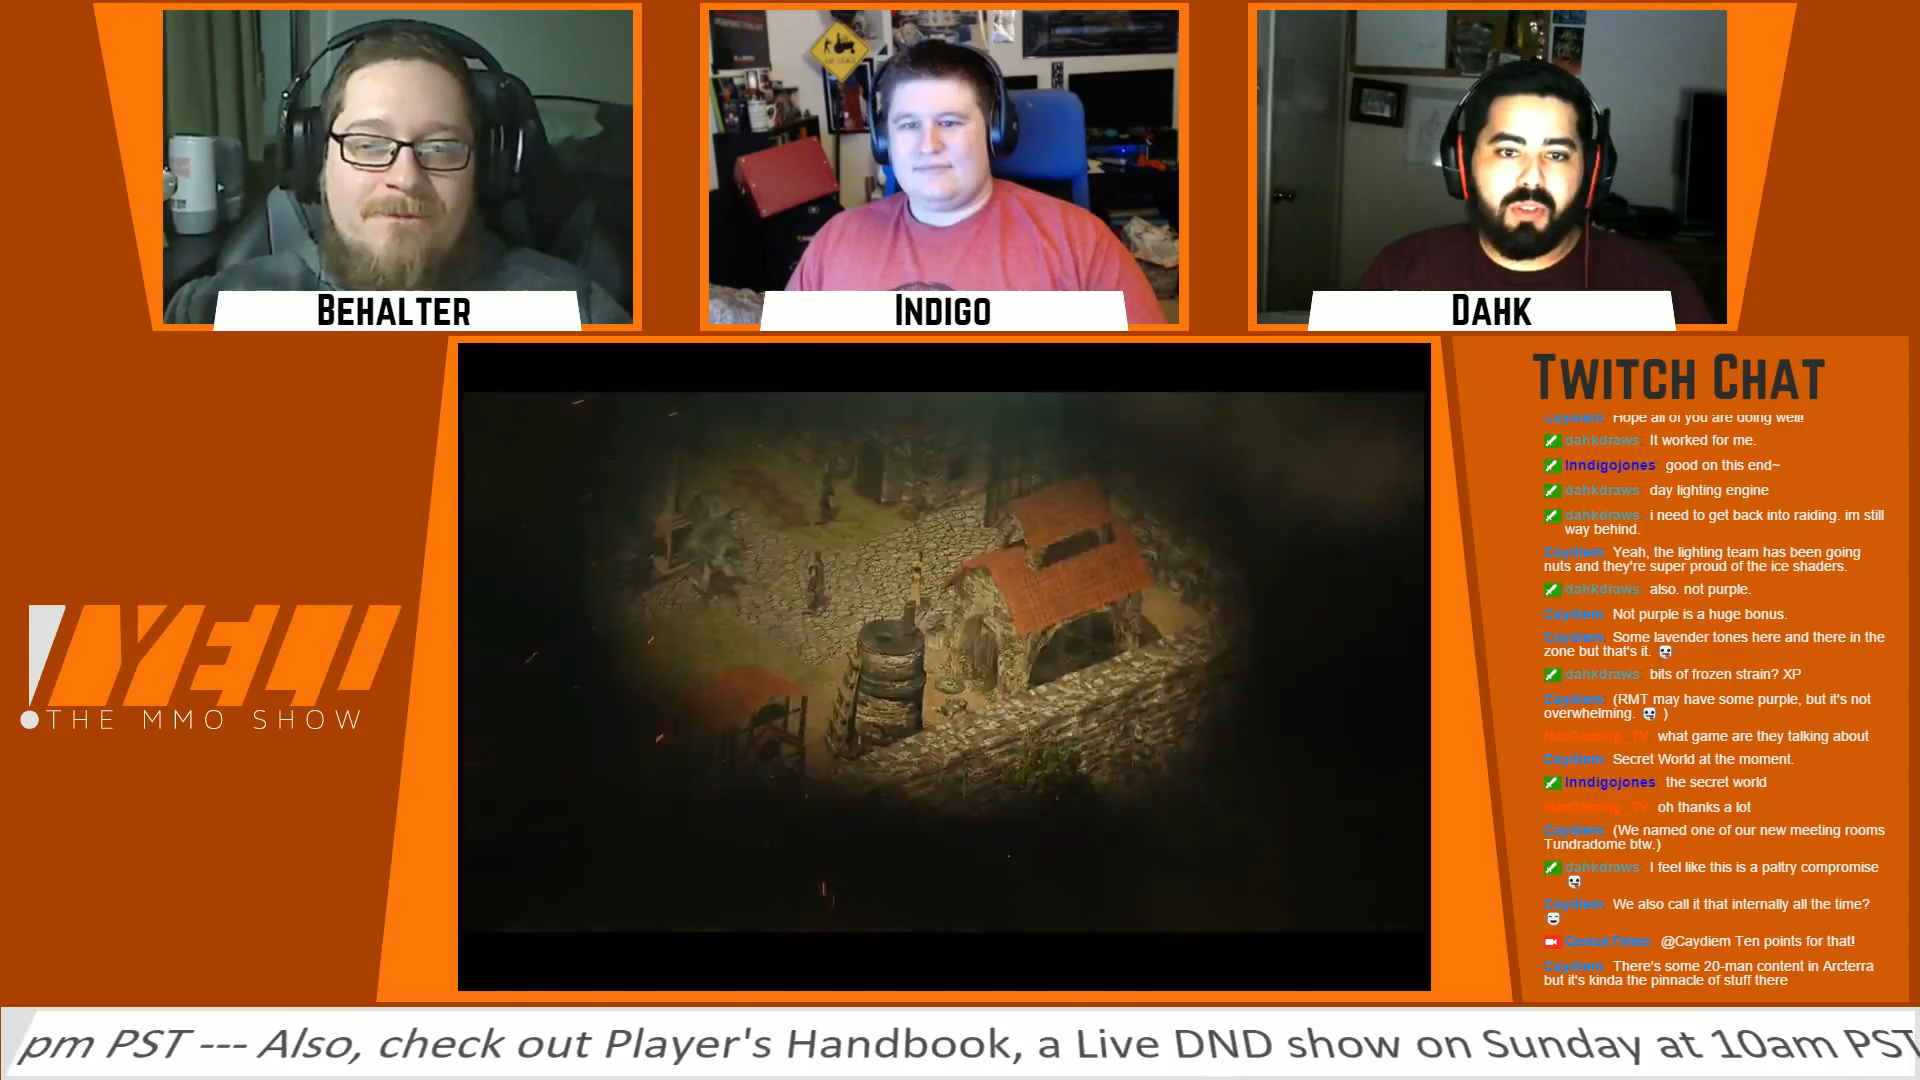 BEHALTER
INDIGO
DAHK
TWITCH CHAT
Caydiem: Hope all of you are doing well!
dahkdraws: It worked for me.
Inndigojones: good on this end~
dahkdraws: day lighting engine
dahkdraws: i need to get back into raiding. im still
way behind.
Caydiem: Yeah, the lighting team has been going
nuts and they're super proud of the ice shaders.
dahkdraws: also. not purple.
Caydiem: Not purple is a huge bonus.
Caydiem: Some lavender tones here and there in the
zone but that's it.
dahkdraws: bits of frozen strain? XP
Caydiem: (RMT may have some purple, but it's not
overwhelming. )
what game are they talking about
Caydiem: Secret World at the moment.
Inndigojones: the secret world
oh thanks a lot
Caydiem: (We named one of our new meeting rooms
Tundradome btw.)
dahkdraws: I feel like this is a paltry compromise
Caydiem: We also call it that internally all the time?
QueueTimes: @Caydiem Ten points for that!
Caydiem: There's some 20-man content in Arcterra
but it's kinda the pinnacle of stuff there
!YEU!
THE MMO SHOW
pm PST --- Also, check out Player's Handbook, a Live DND show on Sunday at 10am PST